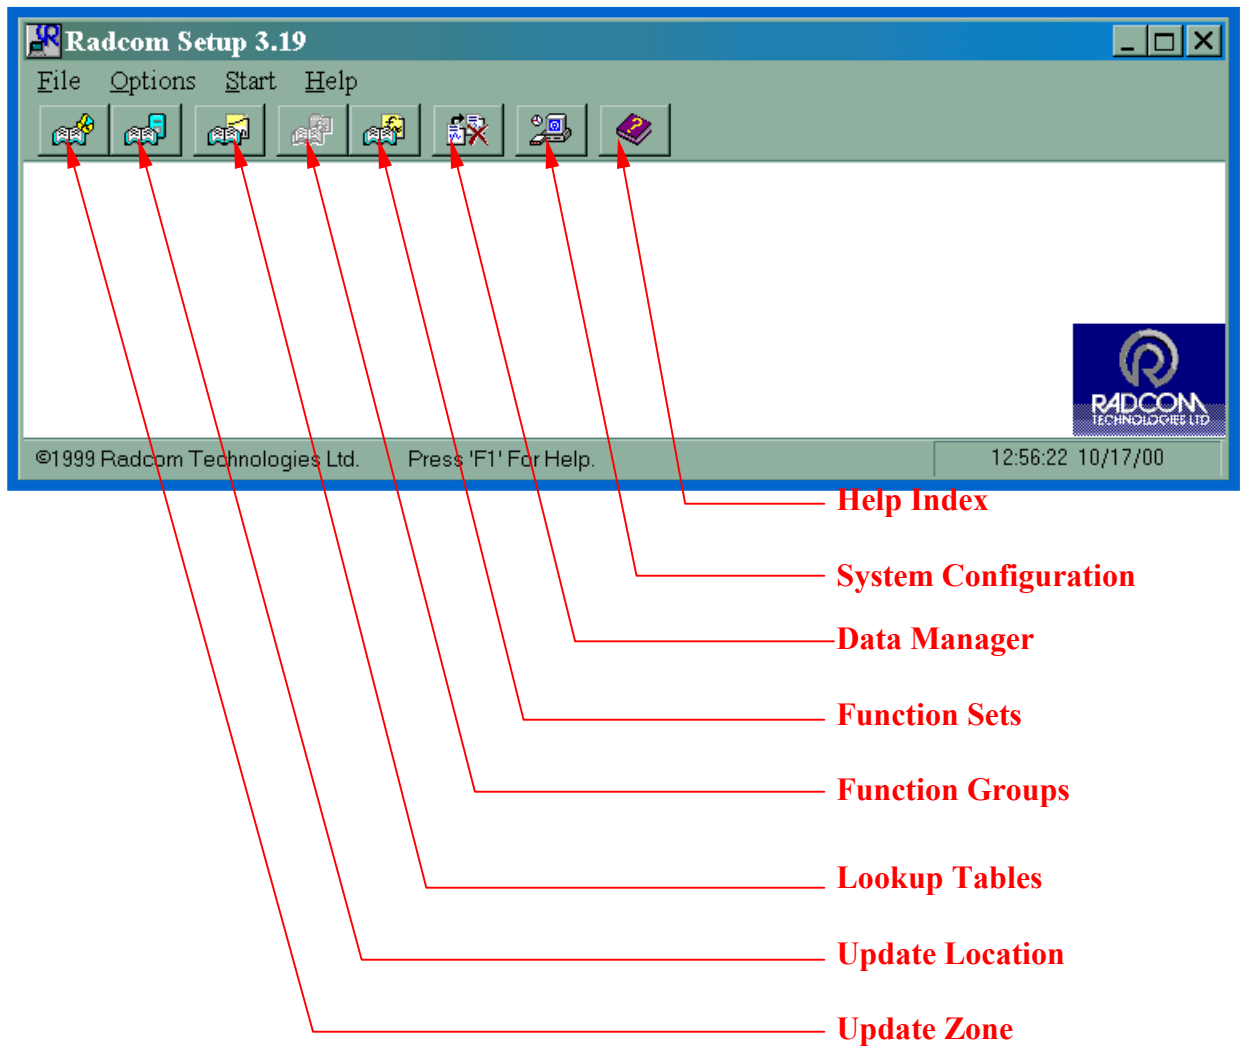 Radcom Setup 3.19
File Options Start Help
RADCOM
TECHNOLOGIES LTD
©1999 Radcom Technologies Ltd. Press 'F1' For Help. 12:56:22 10/17/00
Help Index
System Configuration
Data Manager
Function Sets
Function Groups
Lookup Tables
Update Location
Update Zone